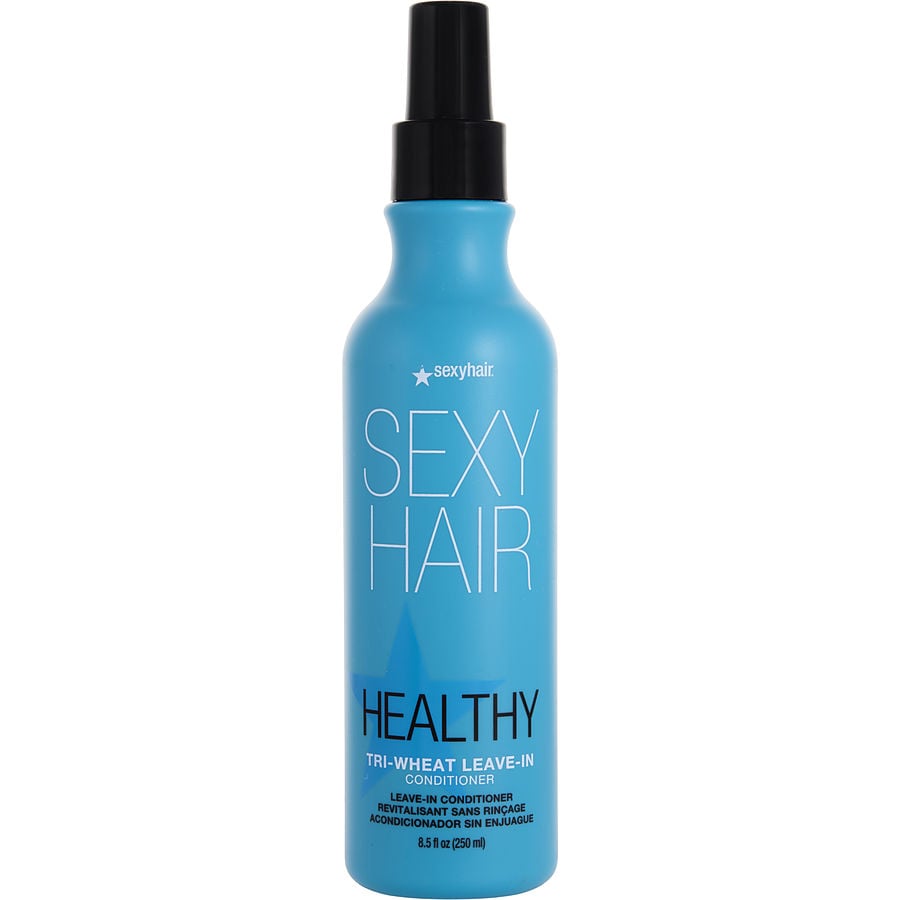 sexyhair.
SEXY
HAIR
HEALTHY
TRI-WHEAT LEAVE-IN
CONDITIONER
LEAVE-IN CONDITIONER
REVITALISANT SANS RINÇAGE
ACONDICIONADOR SIN ENJUAGUE
8.5 fl oz (250 ml)